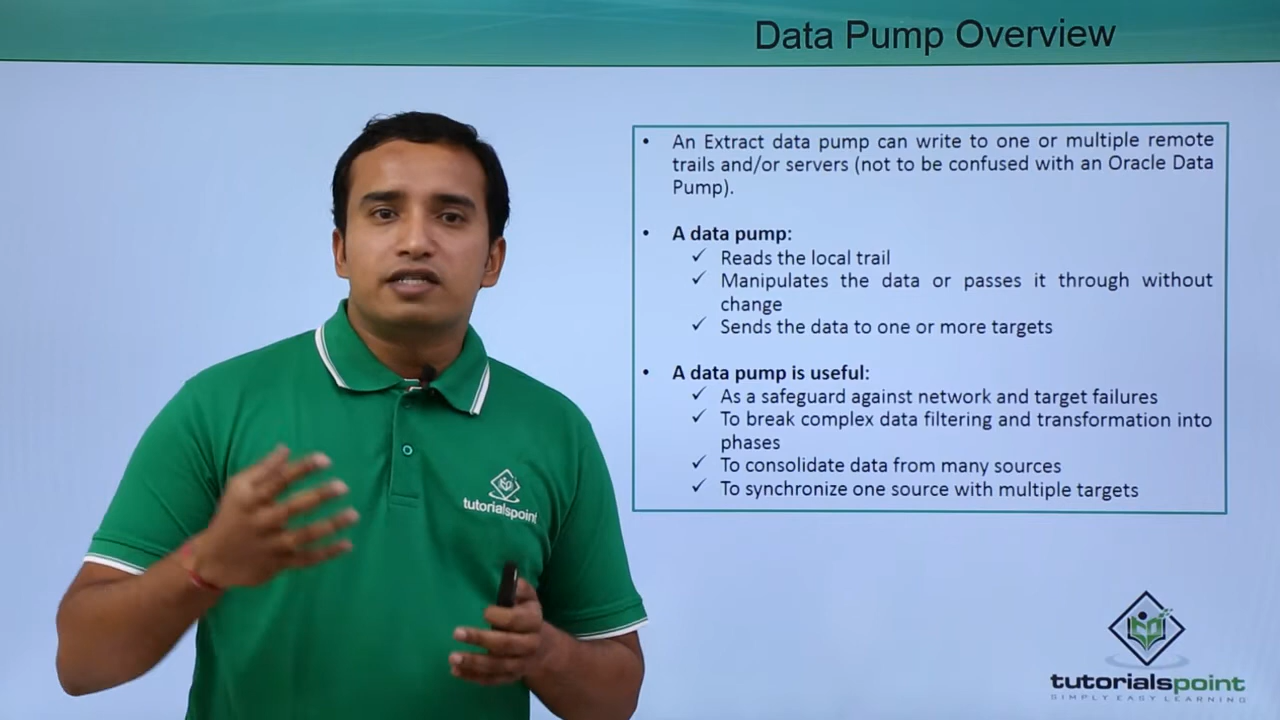 Data Pump Overview
• An Extract data pump can write to one or multiple remote
trails and/or servers (not to be confused with an Oracle Data
Pump).
• A data pump:
✓ Reads the local trail
✓ Manipulates the data or passes it through without
change
✓ Sends the data to one or more targets
• A data pump is useful:
✓ As a safeguard against network and target failures
✓ To break complex data filtering and transformation into
phases
✓ To consolidate data from many sources
✓ To synchronize one source with multiple targets
tutorialspoint
tutorialspoint
SIMPLY EASY LEARNING